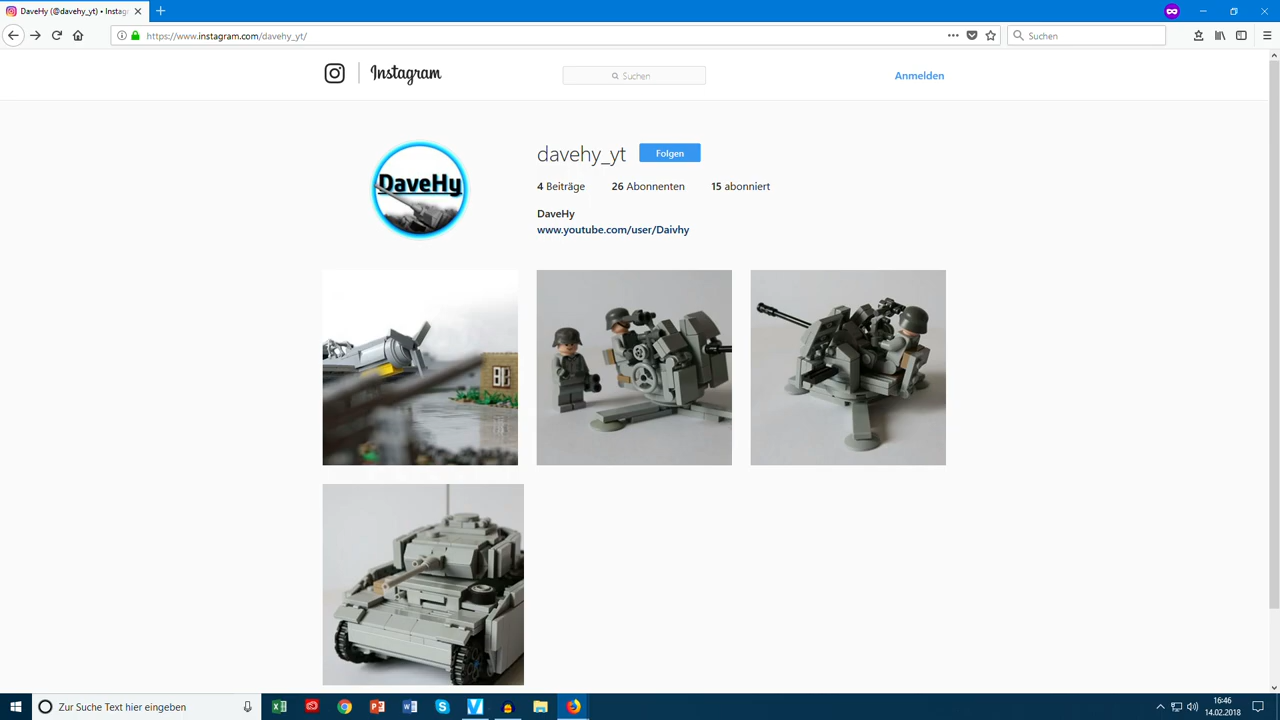 DaveHy (@davehy_yt) • Instag
https://www.instagram.com/davehy_yt/
Suchen
Instagram
Suchen
Anmelden
DaveHy
davehy_yt
Folgen
4 Beiträge
26 Abonnenten
15 abonniert
DaveHy
www.youtube.com/user/Daivhy
Zur Suche Text hier eingeben
16:46
14.02.2018